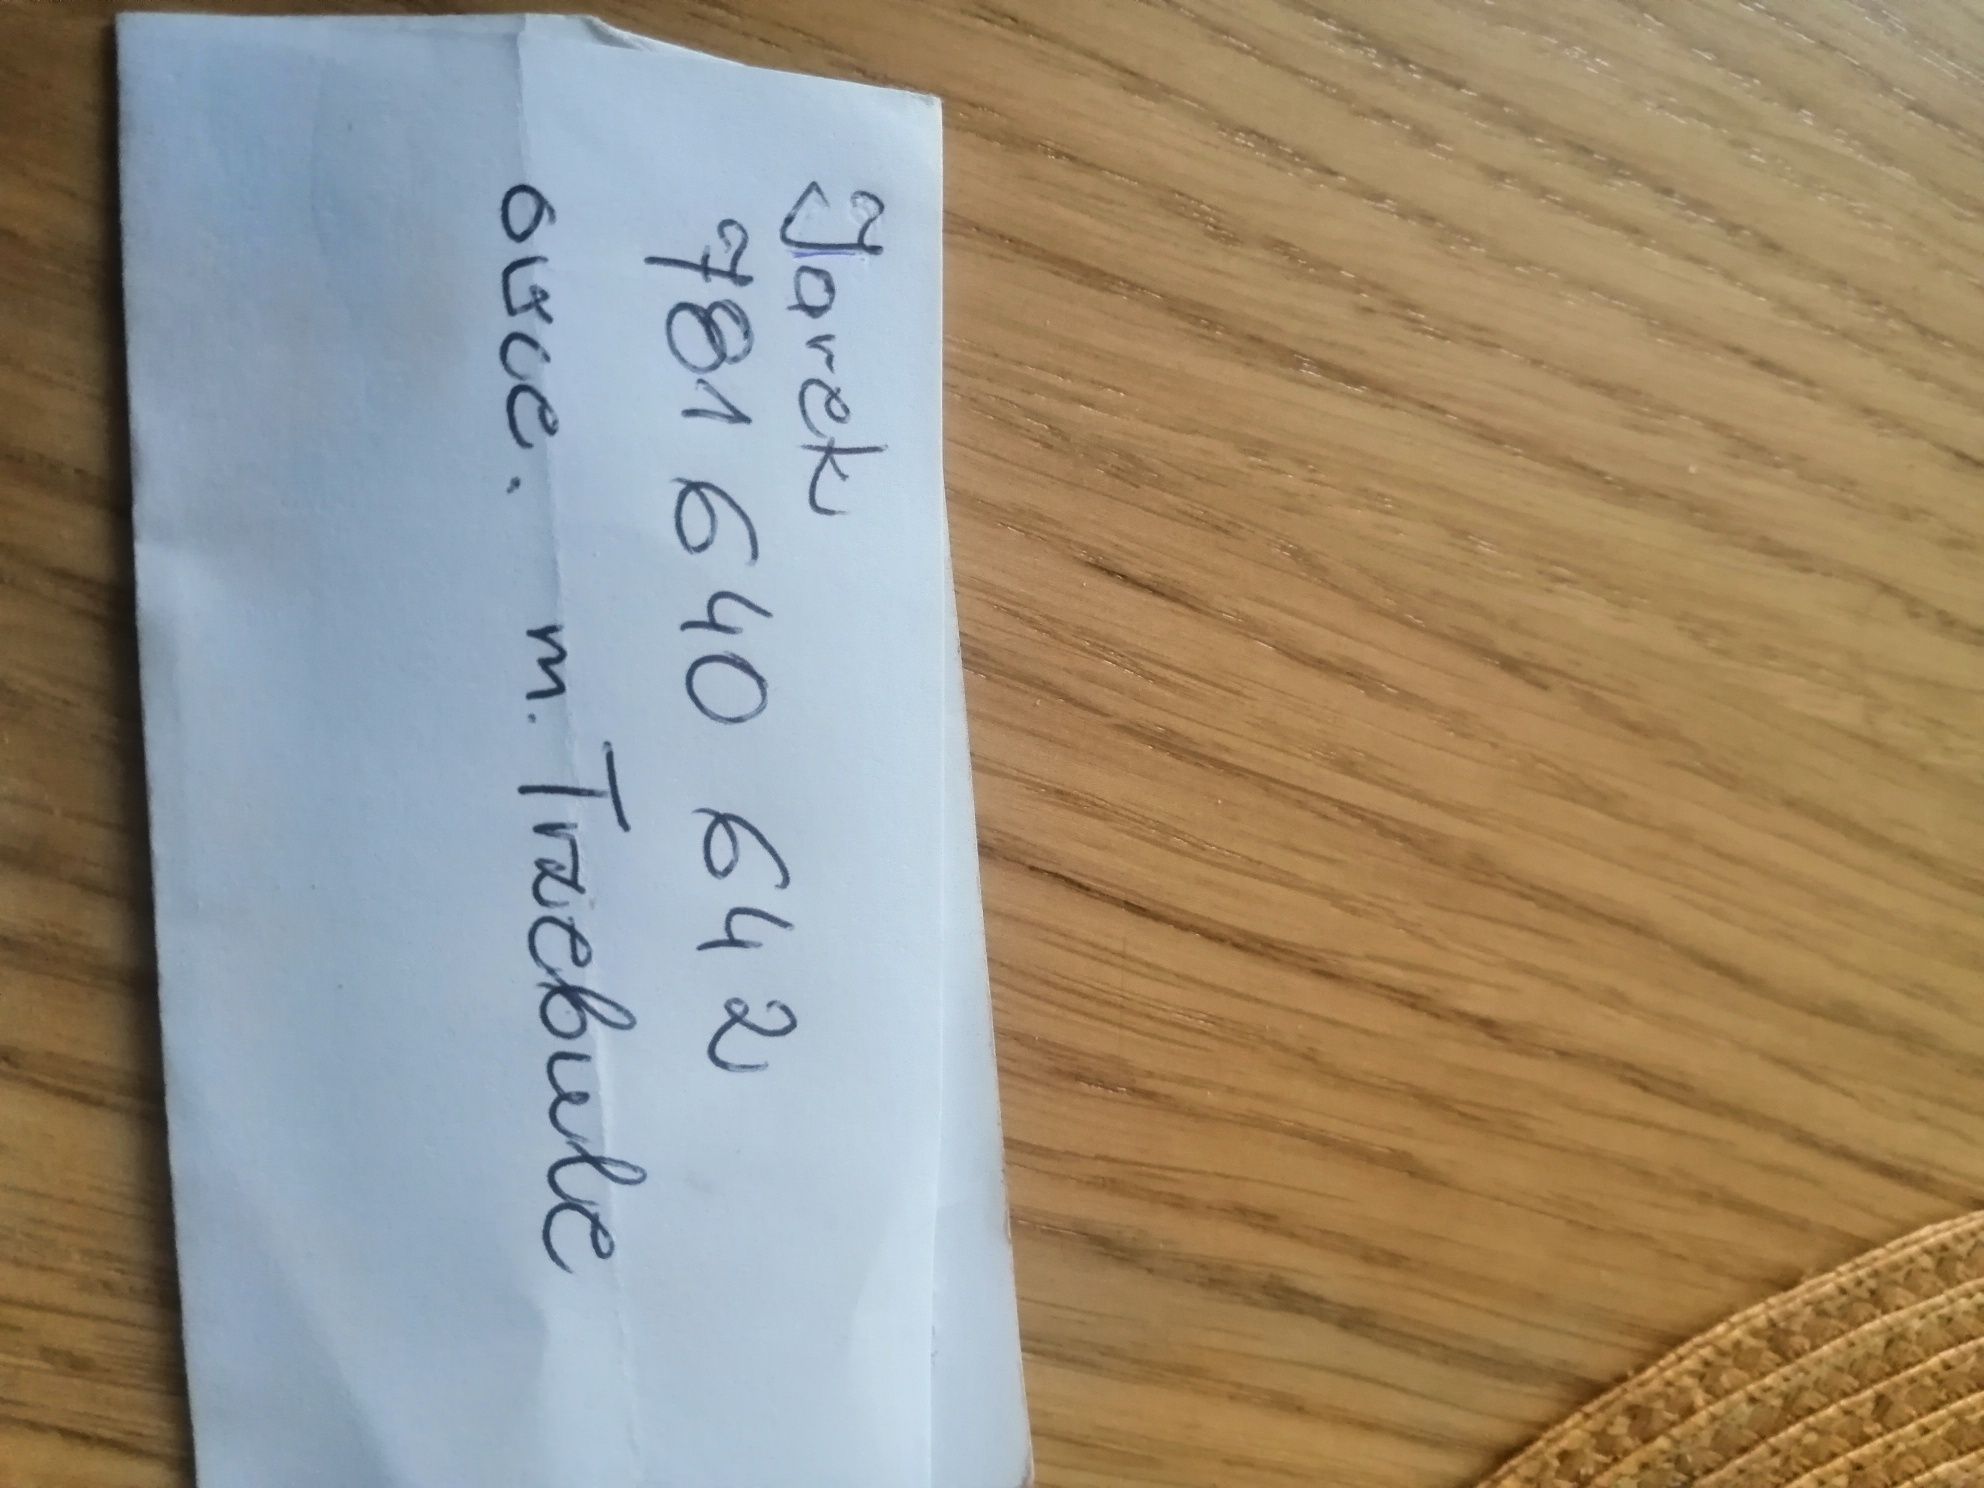 Jarek
781 640 642
owce. m. Trzebule